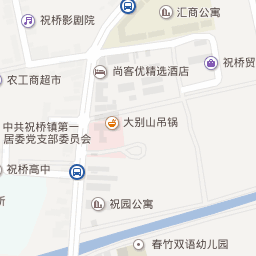 祝桥影剧院
汇商公寓
祝桥贸
农工商超市
尚客优精选酒店
大别山吊锅
中共祝桥镇第一
居委党支部委员会
祝桥高中
所
祝园公寓
春竹双语幼儿园